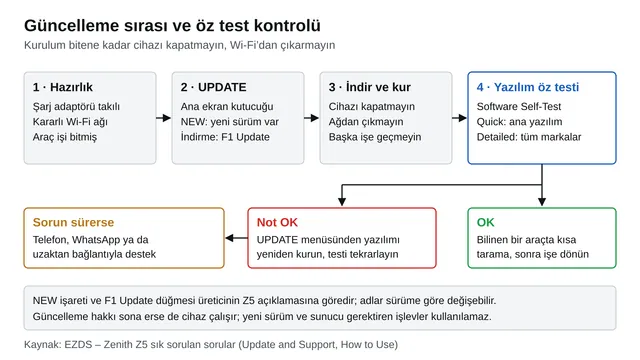 Güncelleme sırası ve öz test kontrolü
Kurulum bitene kadar cihazı kapatmayın, Wi-Fi'dan çıkarmayın
1 · Hazırlık
Şarj adaptörü takılı
Kararlı Wi-Fi ağı
Araç işi bitmiş
2 · UPDATE
Ana ekran kutucuğu
NEW: yeni sürüm var
İndirme: F1 Update
3 · İndir ve kur
Cihazı kapatmayın
Ağdan çıkmayın
Başka işe geçmeyin
4 · Yazılım öz testi
Software Self-Test
Quick: ana yazılım
Detailed: tüm markalar
Sorun sürerse
Telefon, WhatsApp ya da
uzaktan bağlantıyla destek
Not OK
UPDATE menüsünden yazılımı
yeniden kurun, testi tekrarlayın
OK
Bilinen bir araçta kısa
tarama, sonra işe dönün
NEW işareti ve F1 Update düğmesi üreticinin Z5 açıklamasına göredir; adlar sürüme göre değişebilir.
Güncelleme hakkı sona erse de cihaz çalışır; yeni sürüm ve sunucu gerektiren işlevler kullanılamaz.
Kaynak: EZDS – Zenith Z5 sık sorulan sorular (Update and Support, How to Use)